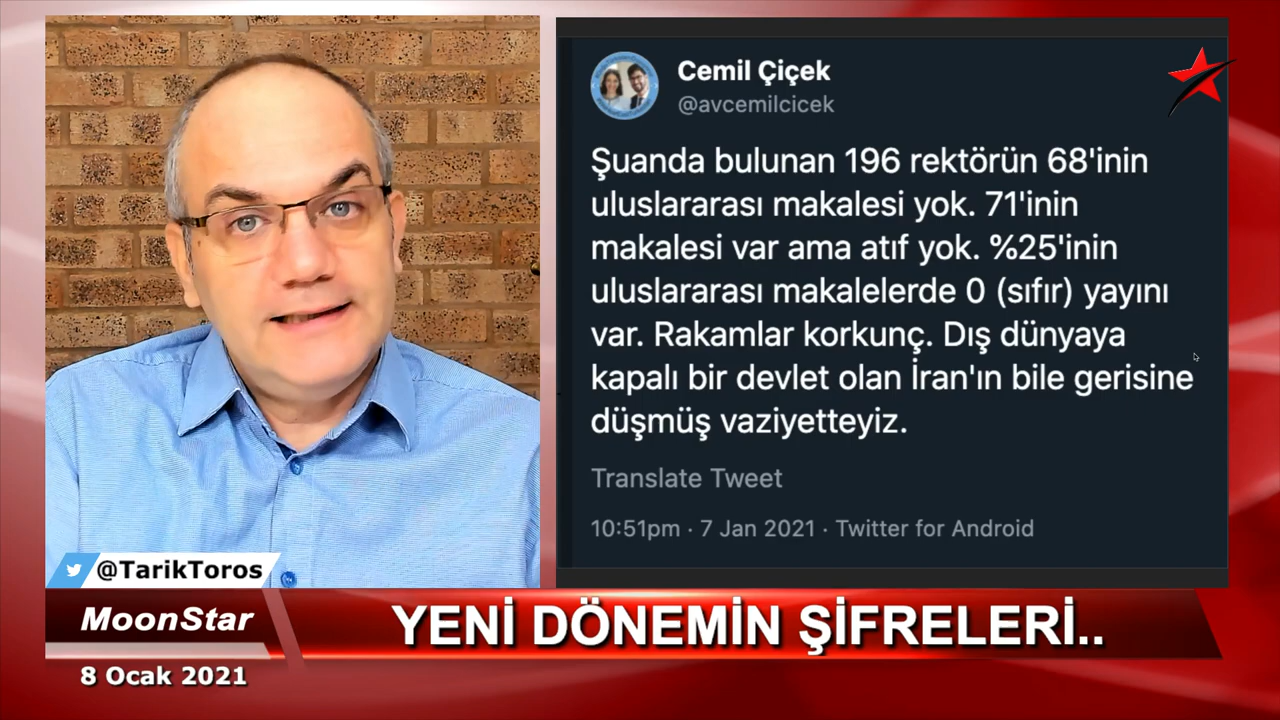 Cemil Çiçek
@avcemilcicek
Şuanda bulunan 196 rektörün 68'inin
uluslararası makalesi yok. 71'inin
makalesi var ama atıf yok. %25'inin
uluslararası makalelerde 0 (sıfır) yayını
var. Rakamlar korkunç. Dış dünyaya
kapalı bir devlet olan İran'ın bile gerisine
düşmüş vaziyetteyiz.
Translate Tweet
10:51pm · 7 Jan 2021 · Twitter for Android
@TarikToros
MoonStar
YENİ DÖNEMİN ŞİFRELERİ..
8 Ocak 2021